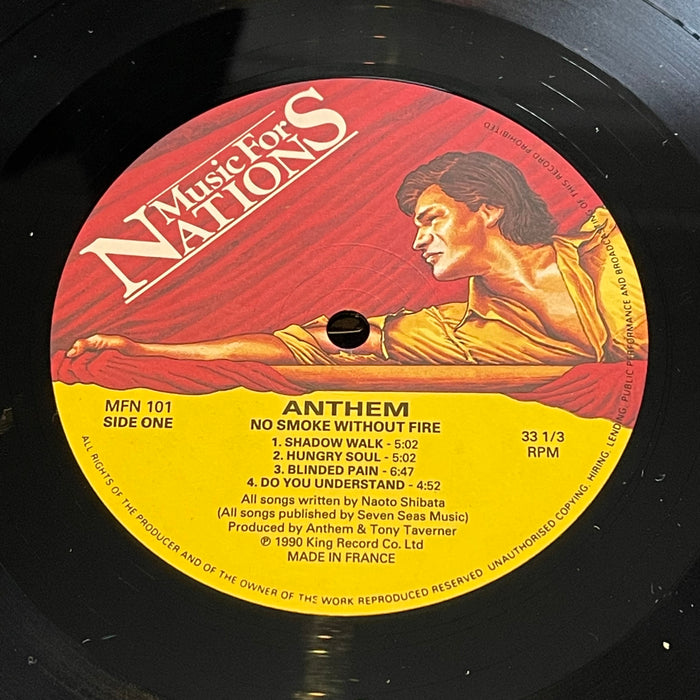 Music For
NATIONS
ANTHEM
NO SMOKE WITHOUT FIRE
MFN 101
SIDE ONE
33 1/3
RPM
1. SHADOW WALK - 5:02
2. HUNGRY SOUL - 5:02
3. BLINDED PAIN - 6:47
4. DO YOU UNDERSTAND - 4:52
All songs written by Naoto Shibata
(All songs published by Seven Seas Music)
Produced by Anthem & Tony Taverner
℗ 1990 King Record Co. Ltd
MADE IN FRANCE
ALL RIGHTS OF THE PRODUCER AND OF THE OWNER OF THE WORK REPRODUCED RESERVED. UNAUTHORISED COPYING, HIRING, LENDING, PUBLIC PERFORMANCE AND BROADCASTING OF THIS RECORD PROHIBITED